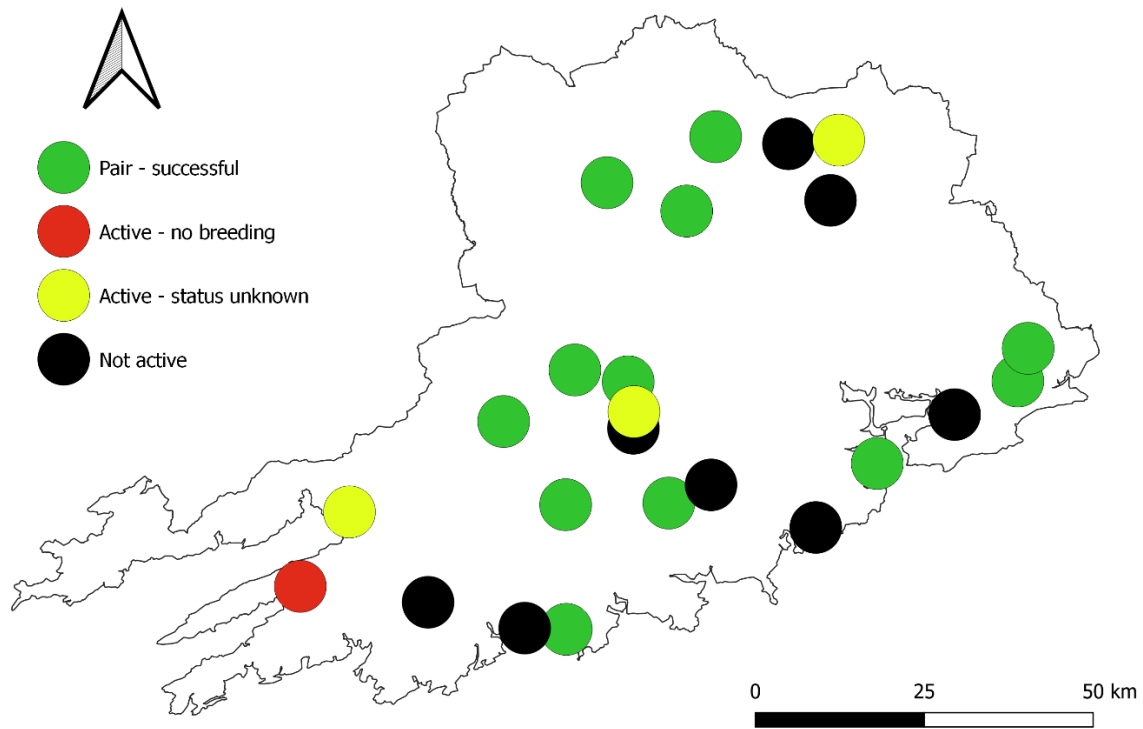 Pair - successful
Active - no breeding
Active - status unknown
Not active
0 25 50 km